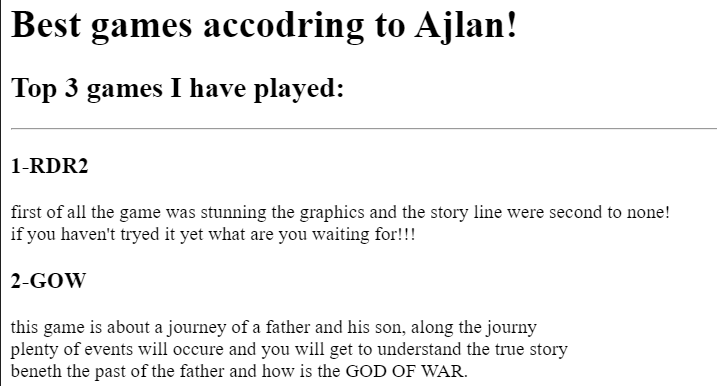 Best games accodring to Ajlan!
Top 3 games I have played:
1-RDR2
first of all the game was stunning the graphics and the story line were second to none!
if you haven't tryed it yet what are you waiting for!!!
2-GOW
this game is about a journey of a father and his son, along the journy
plenty of events will occure and you will get to understand the true story
beneth the past of the father and how is the GOD OF WAR.